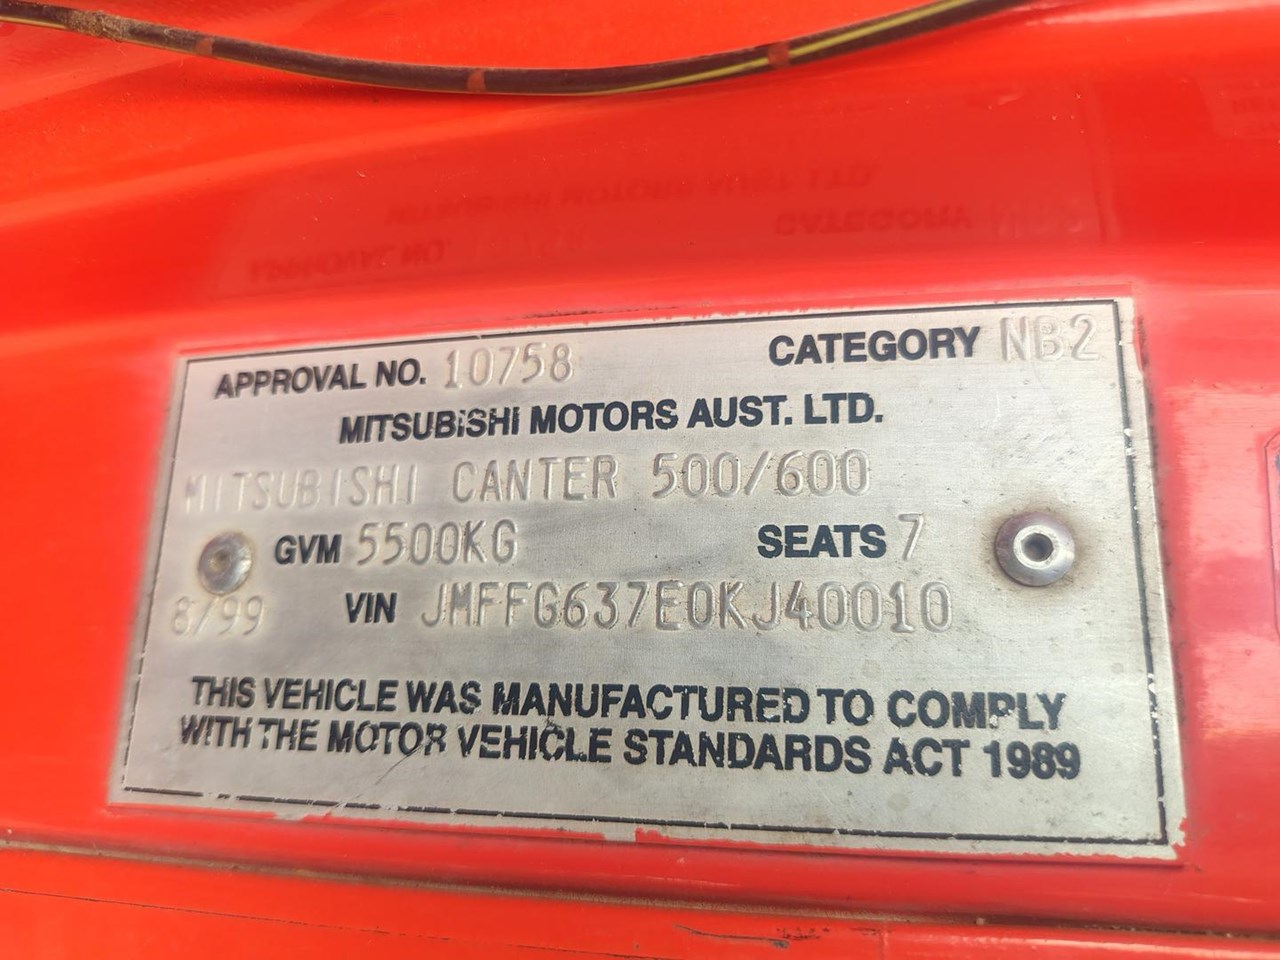 APPROVAL NO. 10758 CATEGORY NB2
MITSUBISHI MOTORS AUST. LTD.
MITSUBISHI CANTER 500/600
GVM 5500KG SEATS 7
8/99 VIN JMFFG637E0KJ40010
THIS VEHICLE WAS MANUFACTURED TO COMPLY
WITH THE MOTOR VEHICLE STANDARDS ACT 1989